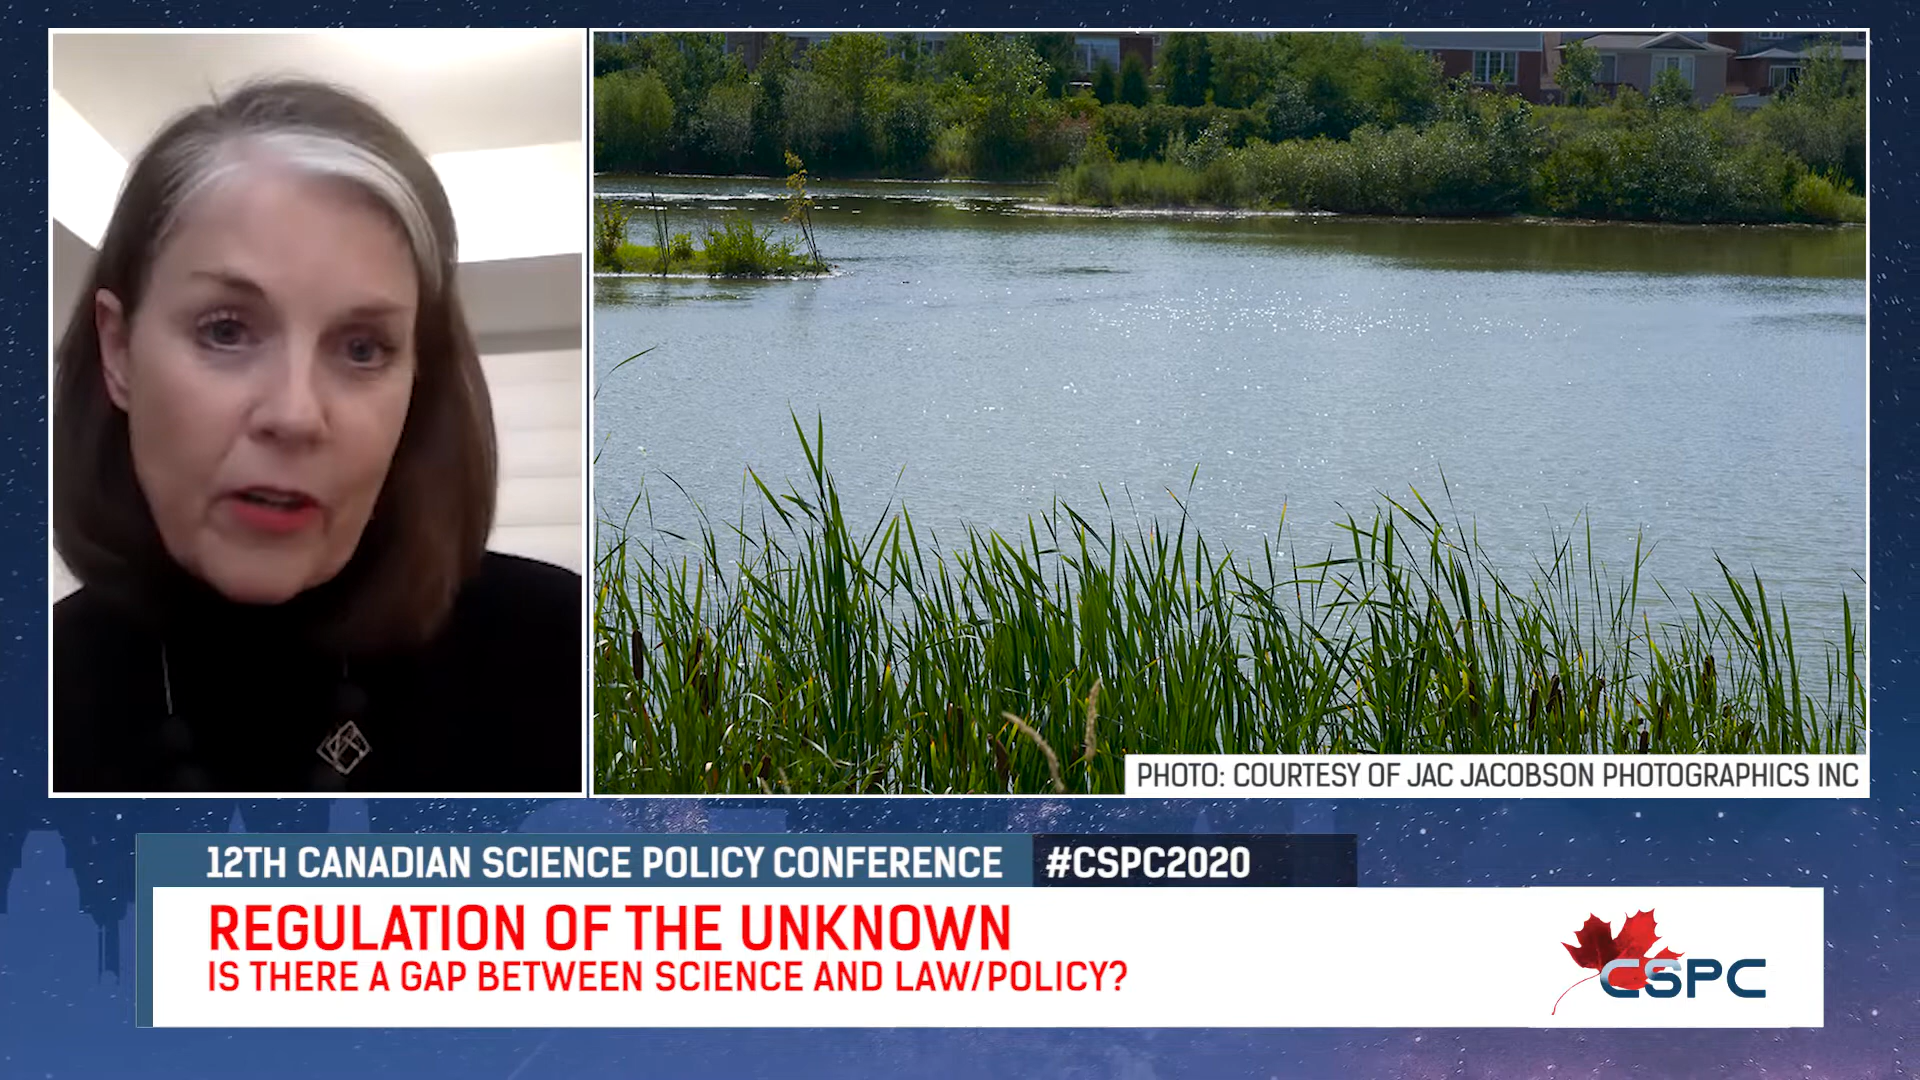 PHOTO: COURTESY OF JAC JACOBSON PHOTOGRAPHICS INC
12TH CANADIAN SCIENCE POLICY CONFERENCE #CSPC2020
REGULATION OF THE UNKNOWN
IS THERE A GAP BETWEEN SCIENCE AND LAW/POLICY?
CSPC